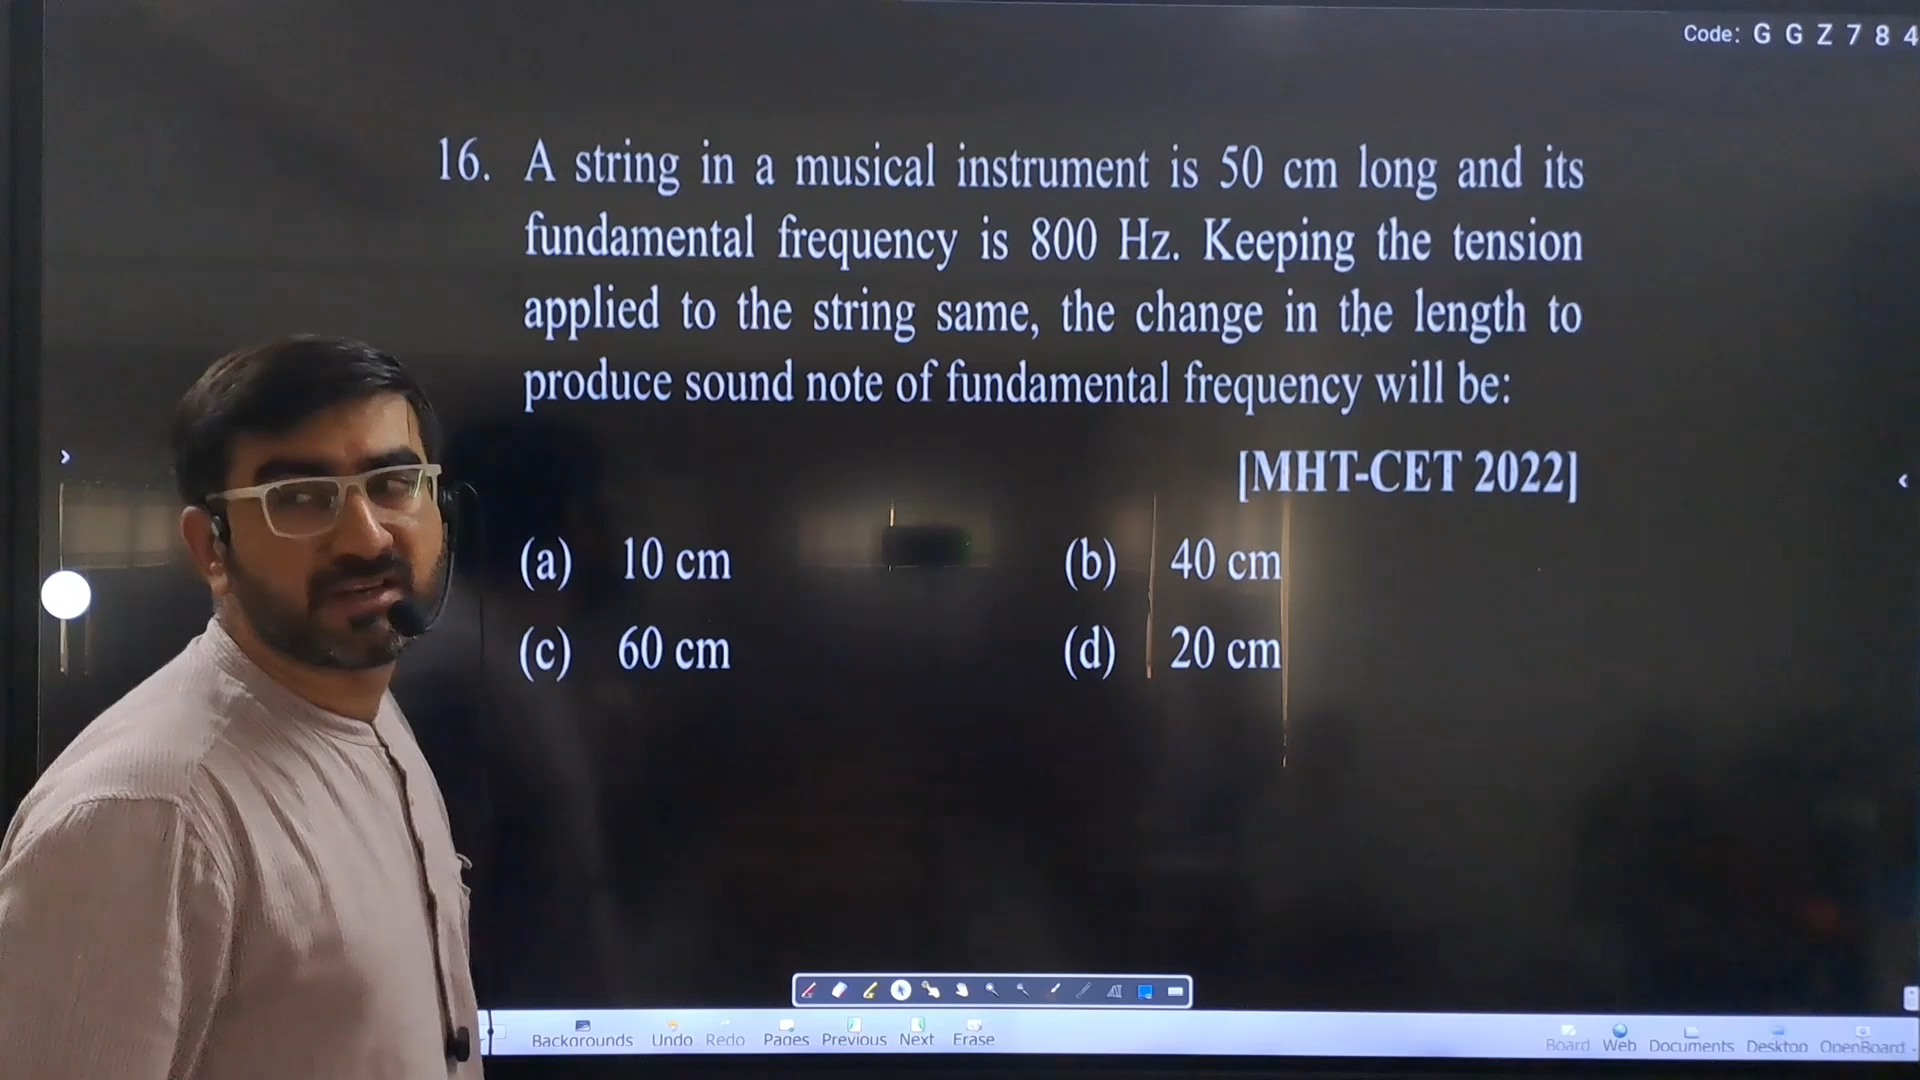 Code: G G Z 7 8 4
16. A string in a musical instrument is 50 cm long and its
fundamental frequency is 800 Hz. Keeping the tension
applied to the string same, the change in the length to
produce sound note of fundamental frequency will be:
[MHT-CET 2022]
(a) 10 cm (b) 40 cm
(c) 60 cm (d) 20 cm
Backgrounds Undo Redo Pages Previous Next Erase Board Web Documents Desktop OpenBoard